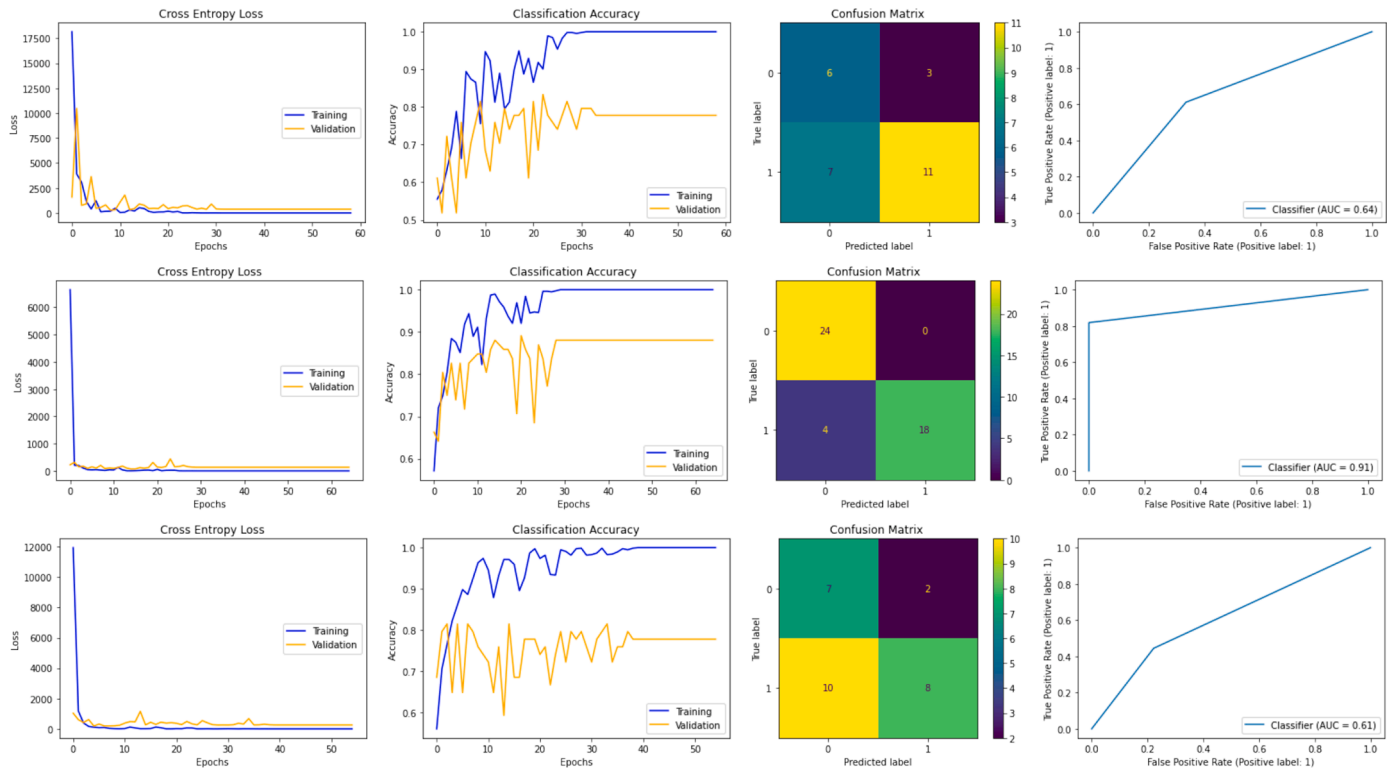 Cross Entropy Loss
17500
15000
12500
10000
7500
5000
2500
0
Loss
Training
Validation
0 10 20 30 40 50 60
Epochs
Classification Accuracy
1.0
0.9
0.8
0.7
0.6
0.5
Accuracy
Training
Validation
0 10 20 30 40 50 60
Epochs
Confusion Matrix
0
1
True label
6 3
7 11
0 1
Predicted label
11
10
9
8
7
6
5
4
3
True Positive Rate (Positive label: 1)
1.0
0.8
0.6
0.4
0.2
0.0
Classifier (AUC = 0.64)
0.0 0.2 0.4 0.6 0.8 1.0
False Positive Rate (Positive label: 1)
Cross Entropy Loss
6000
5000
4000
3000
2000
1000
0
Loss
Training
Validation
0 10 20 30 40 50 60
Epochs
Classification Accuracy
1.0
0.9
0.8
0.7
0.6
Accuracy
Training
Validation
0 10 20 30 40 50 60
Epochs
Confusion Matrix
0
1
True label
24 0
4 18
0 1
Predicted label
20
15
10
5
0
True Positive Rate (Positive label: 1)
1.0
0.8
0.6
0.4
0.2
0.0
Classifier (AUC = 0.91)
0.0 0.2 0.4 0.6 0.8 1.0
False Positive Rate (Positive label: 1)
Cross Entropy Loss
12000
10000
8000
6000
4000
2000
0
Loss
Training
Validation
0 10 20 30 40 50
Epochs
Classification Accuracy
1.0
0.9
0.8
0.7
0.6
Accuracy
Training
Validation
0 10 20 30 40 50
Epochs
Confusion Matrix
0
1
True label
7 2
10 8
0 1
Predicted label
10
9
8
7
6
5
4
3
2
True Positive Rate (Positive label: 1)
1.0
0.8
0.6
0.4
0.2
0.0
Classifier (AUC = 0.61)
0.0 0.2 0.4 0.6 0.8 1.0
False Positive Rate (Positive label: 1)